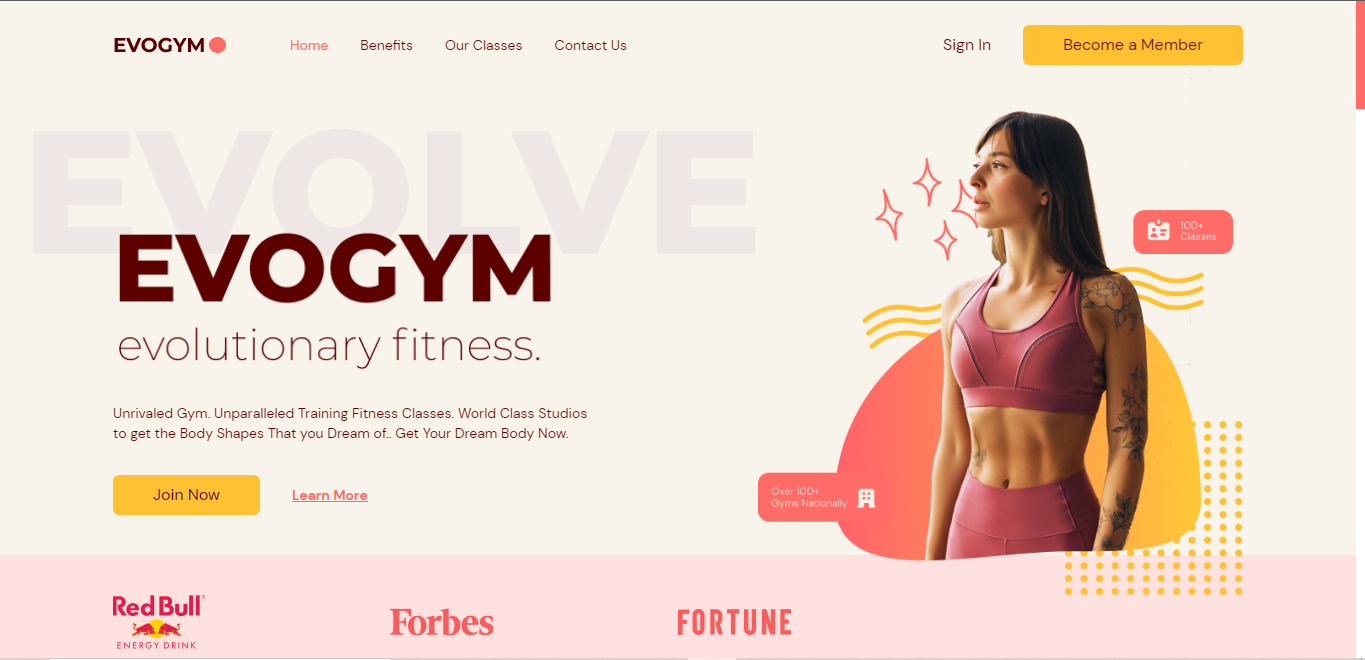 EVOGYM
Home Benefits Our Classes Contact Us
Sign In
Become a Member
EVOLVE
EVOGYM
evolutionary fitness.
100+
Classes
Unrivaled Gym. Unparalleled Training Fitness Classes. World Class Studios
to get the Body Shapes That you Dream of.. Get Your Dream Body Now.
Join Now
Learn More
Over 100+
Gyms Nationally
Red Bull®
ENERGY DRINK
Forbes
FORTUNE